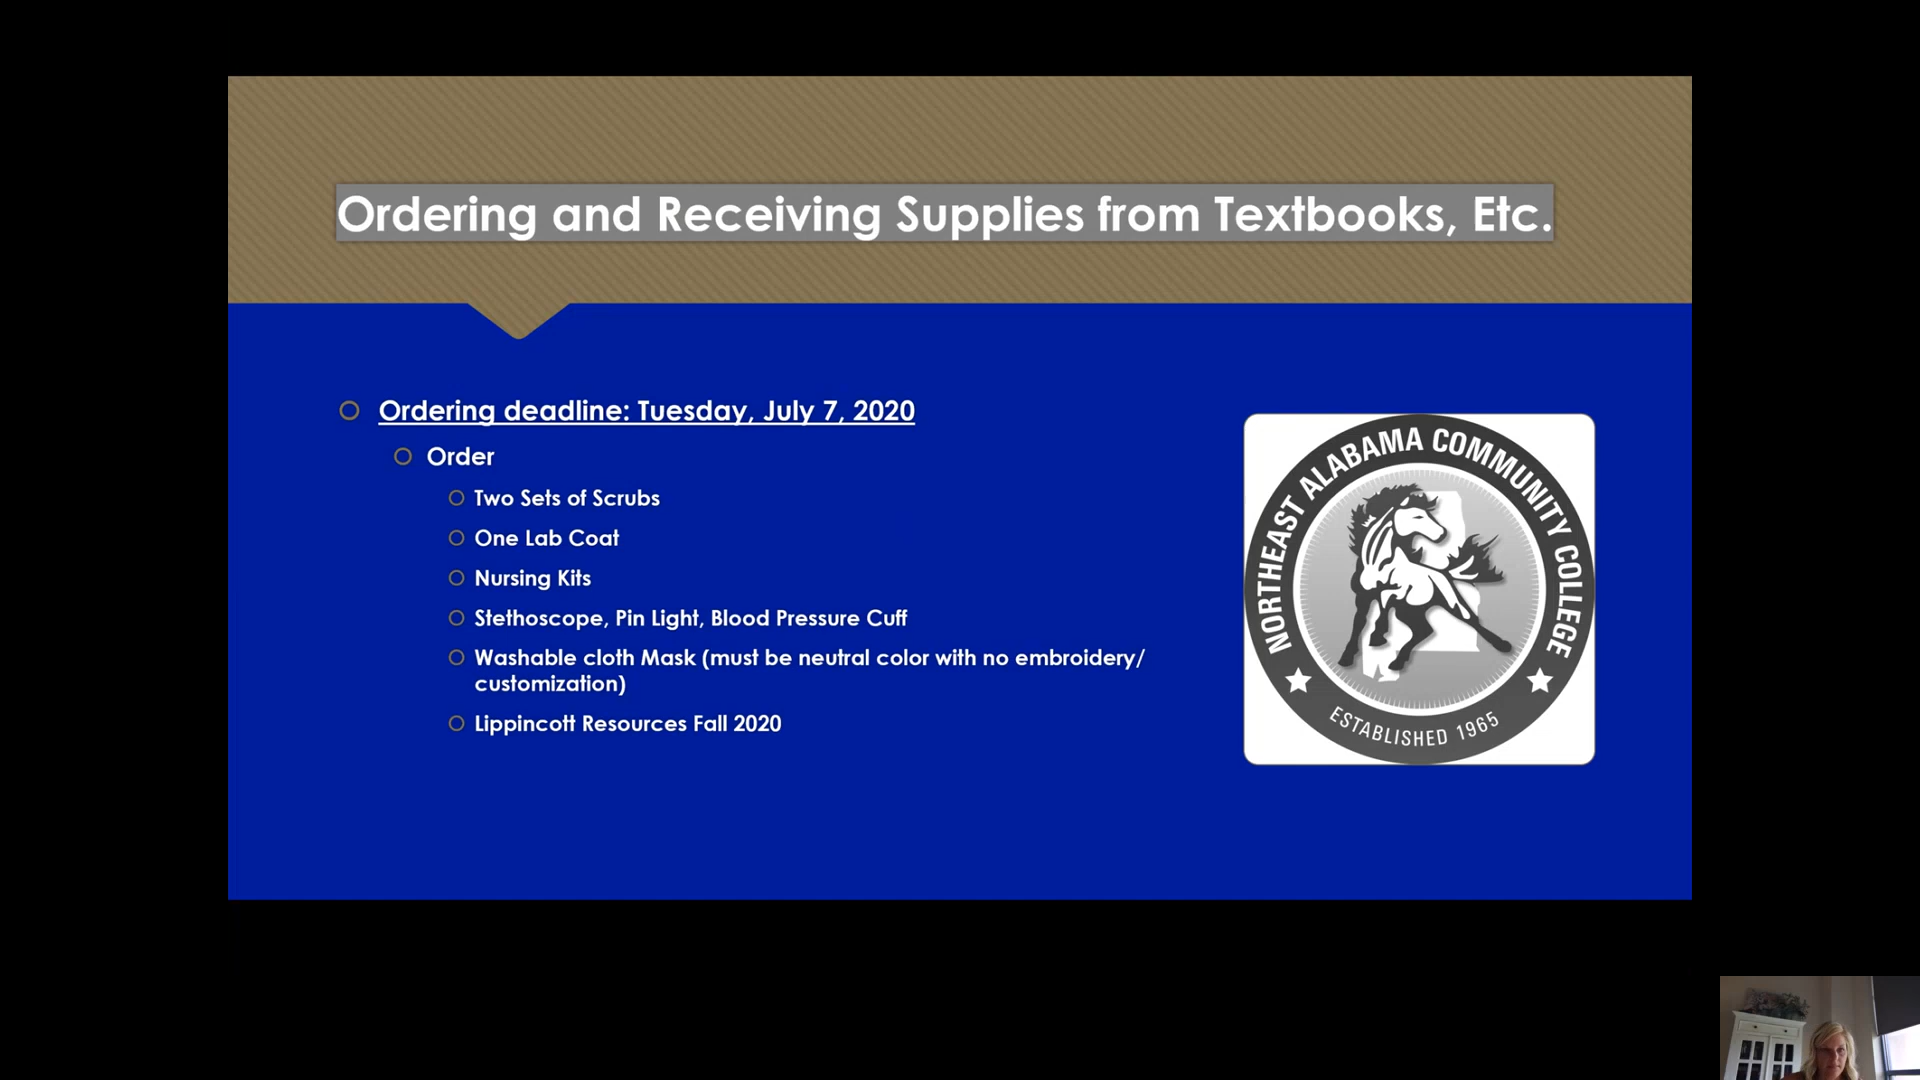 Ordering and Receiving Supplies from Textbooks, Etc.
Ordering deadline: Tuesday, July 7, 2020
Order
Two Sets of Scrubs
One Lab Coat
Nursing Kits
Stethoscope, Pin Light, Blood Pressure Cuff
Washable cloth Mask (must be neutral color with no embroidery/
customization)
Lippincott Resources Fall 2020
NORTHEAST ALABAMA COMMUNITY COLLEGE
ESTABLISHED 1965